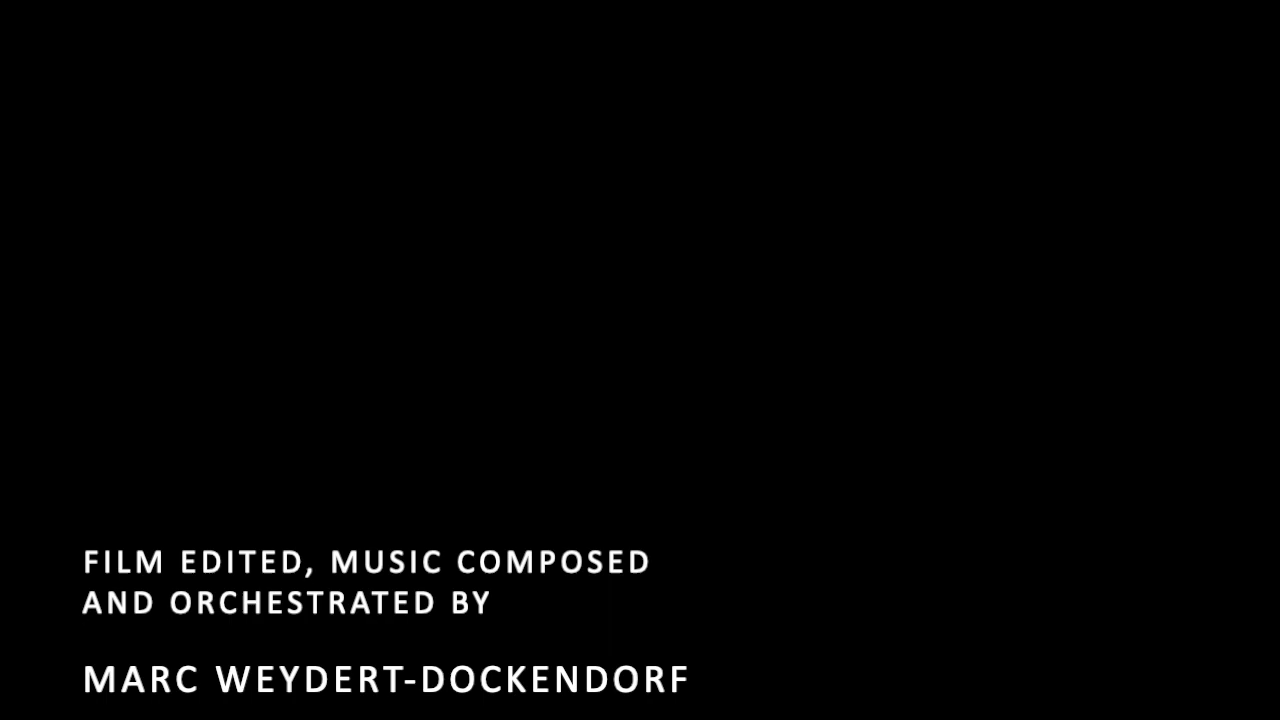 FILM EDITED, MUSIC COMPOSED
AND ORCHESTRATED BY
MARC WEYDERT-DOCKENDORF